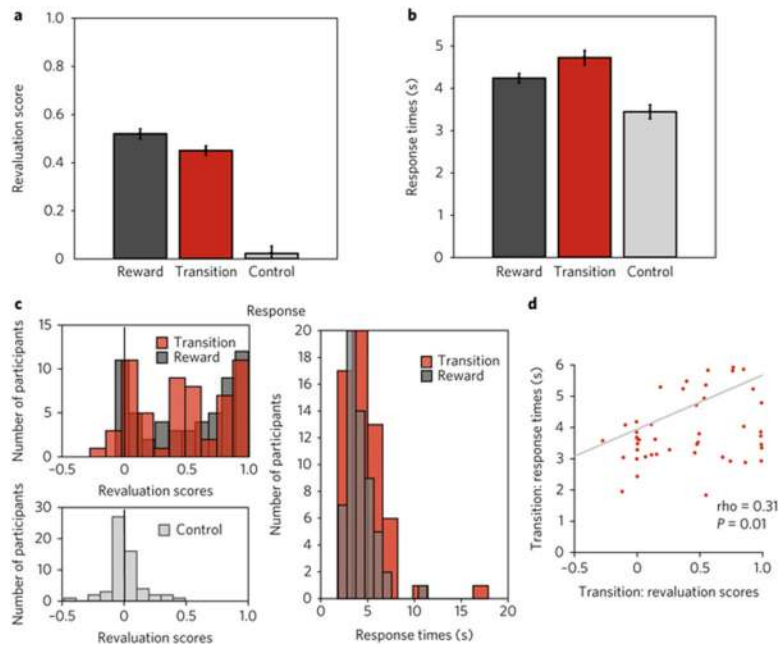 a
Revaluation score
1.0
0.8
0.6
0.4
0.2
0
Reward Transition Control
b
Response times (s)
5
4
3
2
1
0
Reward Transition Control
c
Response
Number of participants
15
10
5
0
Transition
Reward
−0.5 0 0.5 1.0
Revaluation scores
Number of participants
30
20
10
0
Control
−0.5 0 0.5 1.0
Revaluation scores
Number of participants
20
18
16
14
12
10
8
6
4
2
0
Transition
Reward
0 5 10 15 20
Response times (s)
d
Transition: response times (s)
6
5
4
3
2
1
0
rho = 0.31
P = 0.01
−0.5 0 0.5 1.0
Transition: revaluation scores